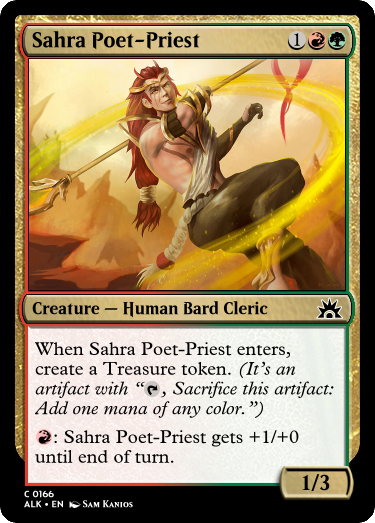 Sahra Poet-Priest 1
Creature — Human Bard Cleric
When Sahra Poet-Priest enters,
create a Treasure token. (It's an
artifact with “, Sacrifice this artifact:
Add one mana of any color.”)
: Sahra Poet-Priest gets +1/+0
until end of turn.
1/3
C 0166
ALK • EN Sam Kanios